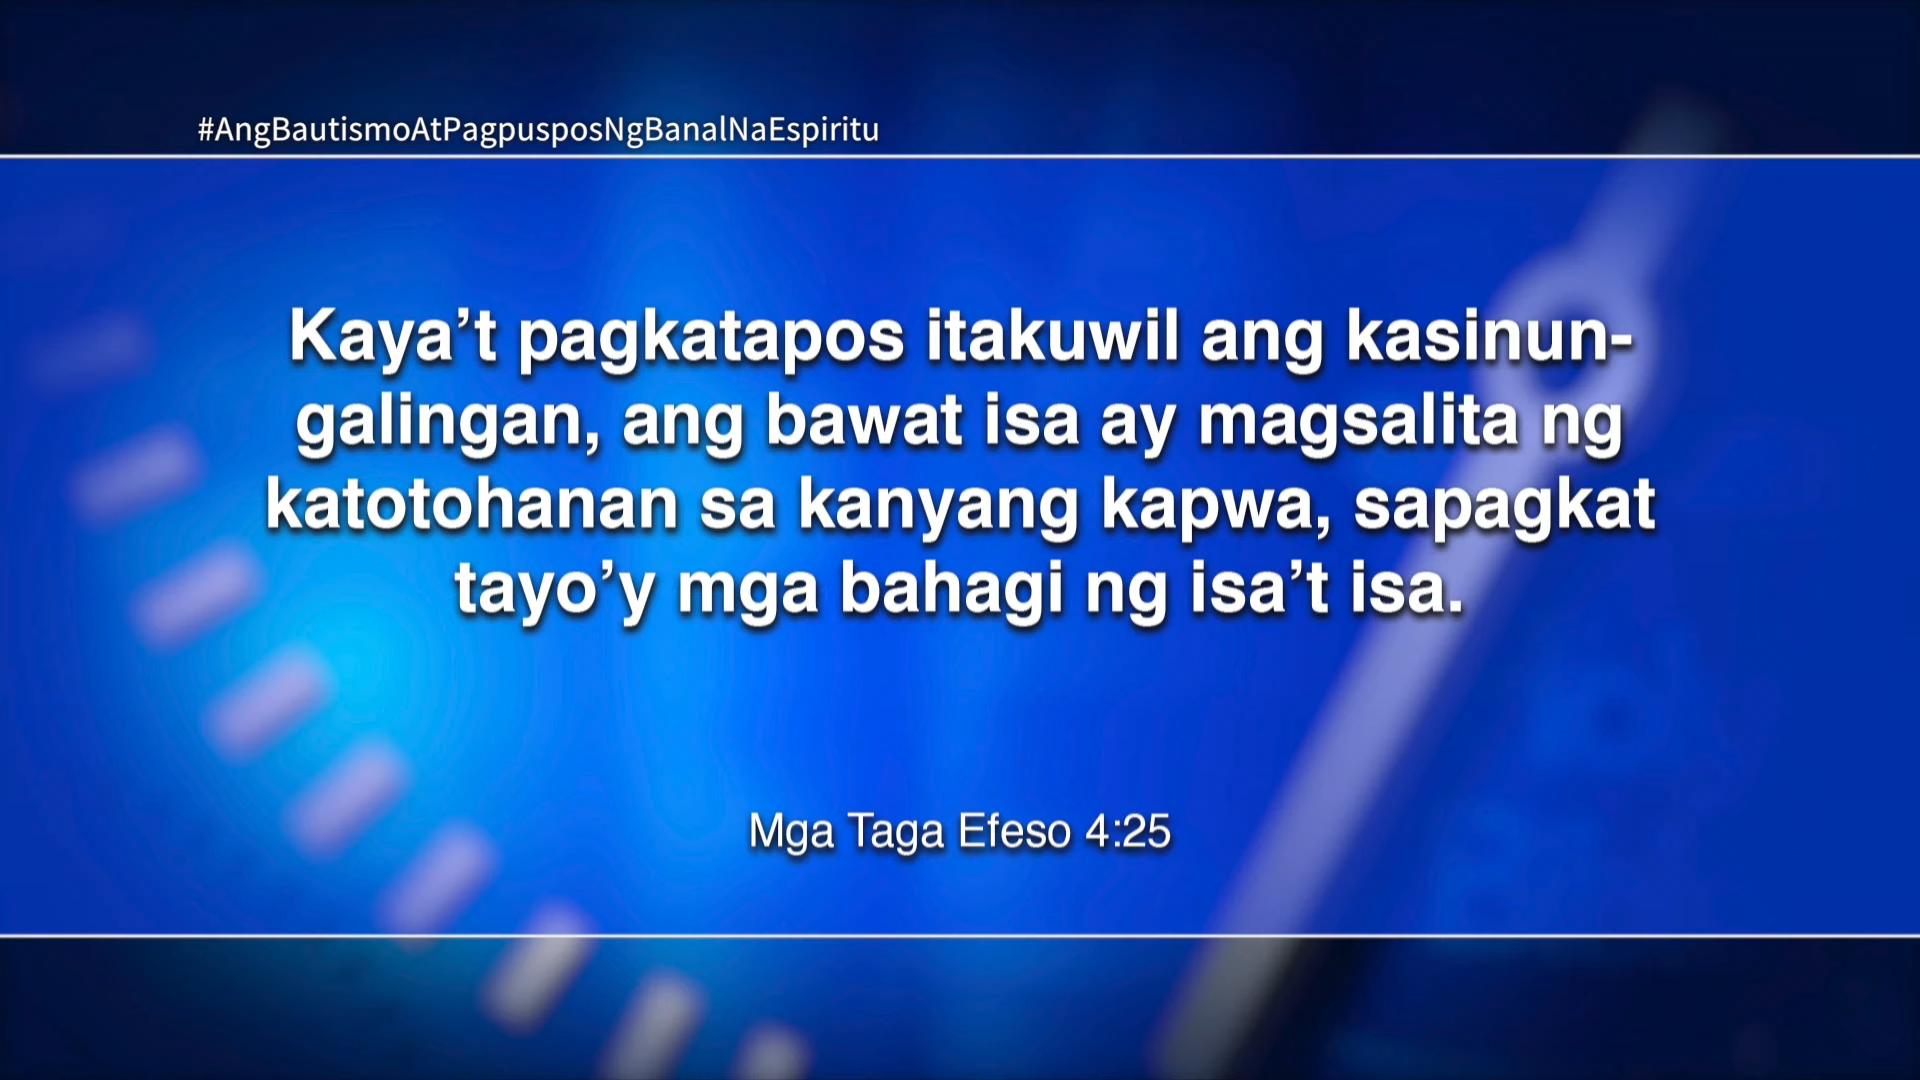 #AngBautismoAtPagpusposNgBanalNaEspiritu
Kaya’t pagkatapos itakuwil ang kasinun-
galingan, ang bawat isa ay magsalita ng
katotohanan sa kanyang kapwa, sapagkat
tayo’y mga bahagi ng isa’t isa.
Mga Taga Efeso 4:25